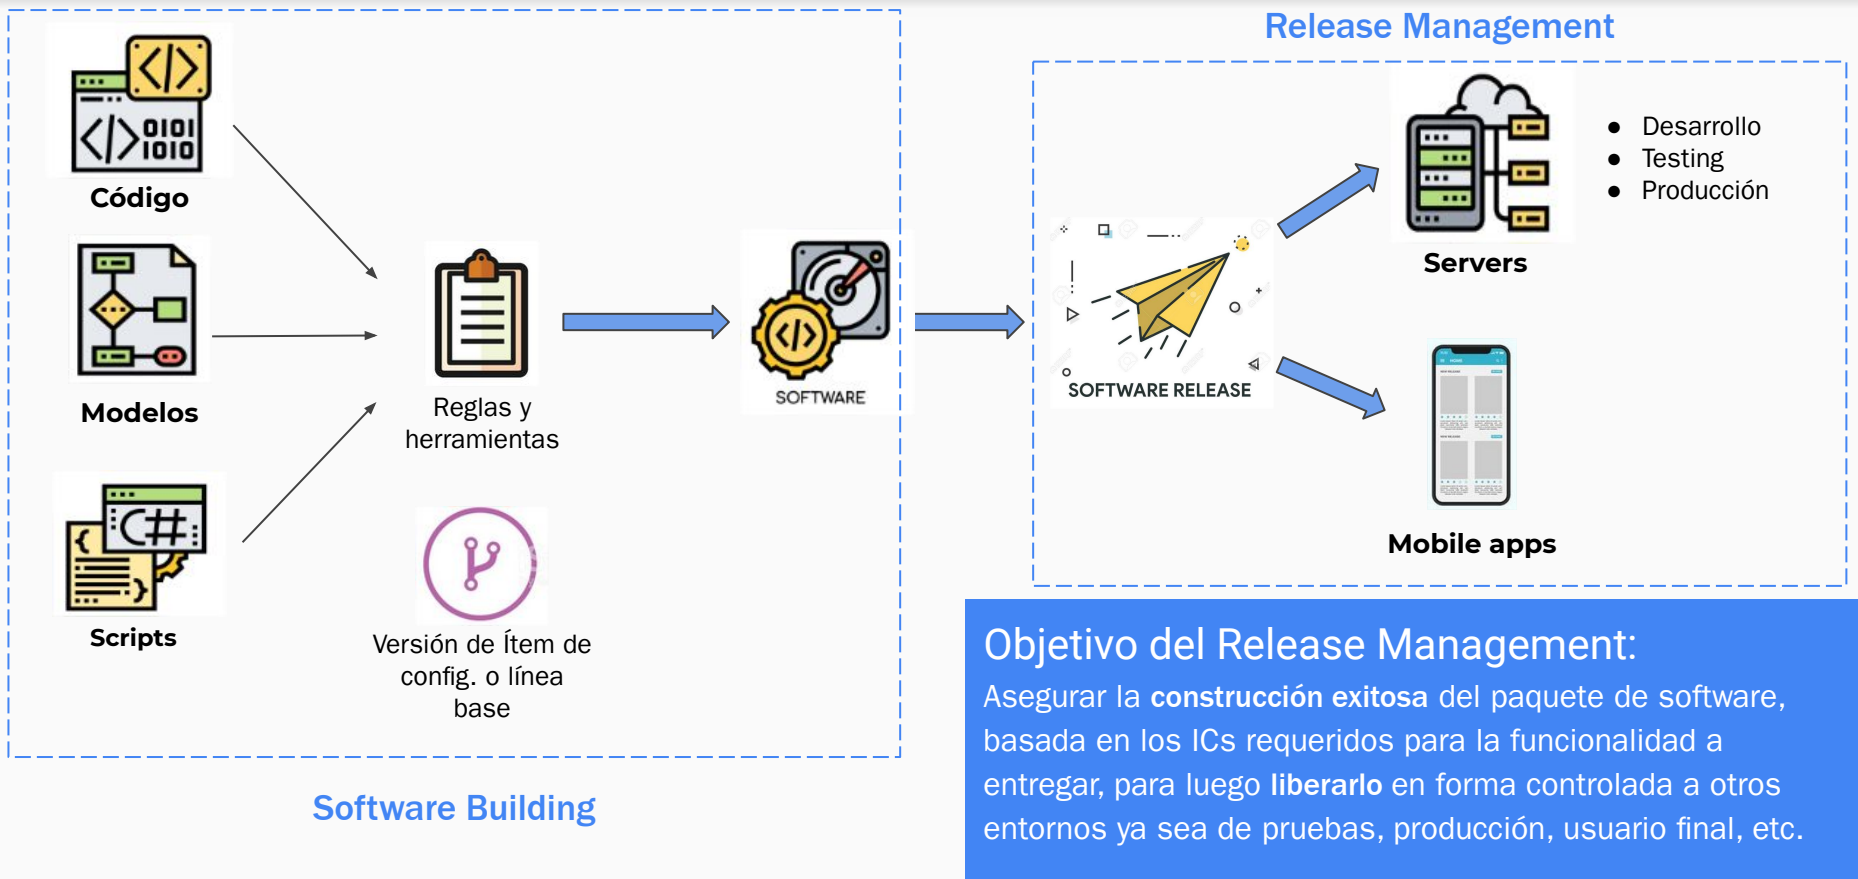 Release Management
Código
Modelos
Scripts
Reglas y
herramientas
Versión de Ítem de
config. o línea
base
SOFTWARE
Software Building
SOFTWARE RELEASE
Servers
● Desarrollo
● Testing
● Producción
Mobile apps
Objetivo del Release Management:
Asegurar la construcción exitosa del paquete de software,
basada en los ICs requeridos para la funcionalidad a
entregar, para luego liberarlo en forma controlada a otros
entornos ya sea de pruebas, producción, usuario final, etc.